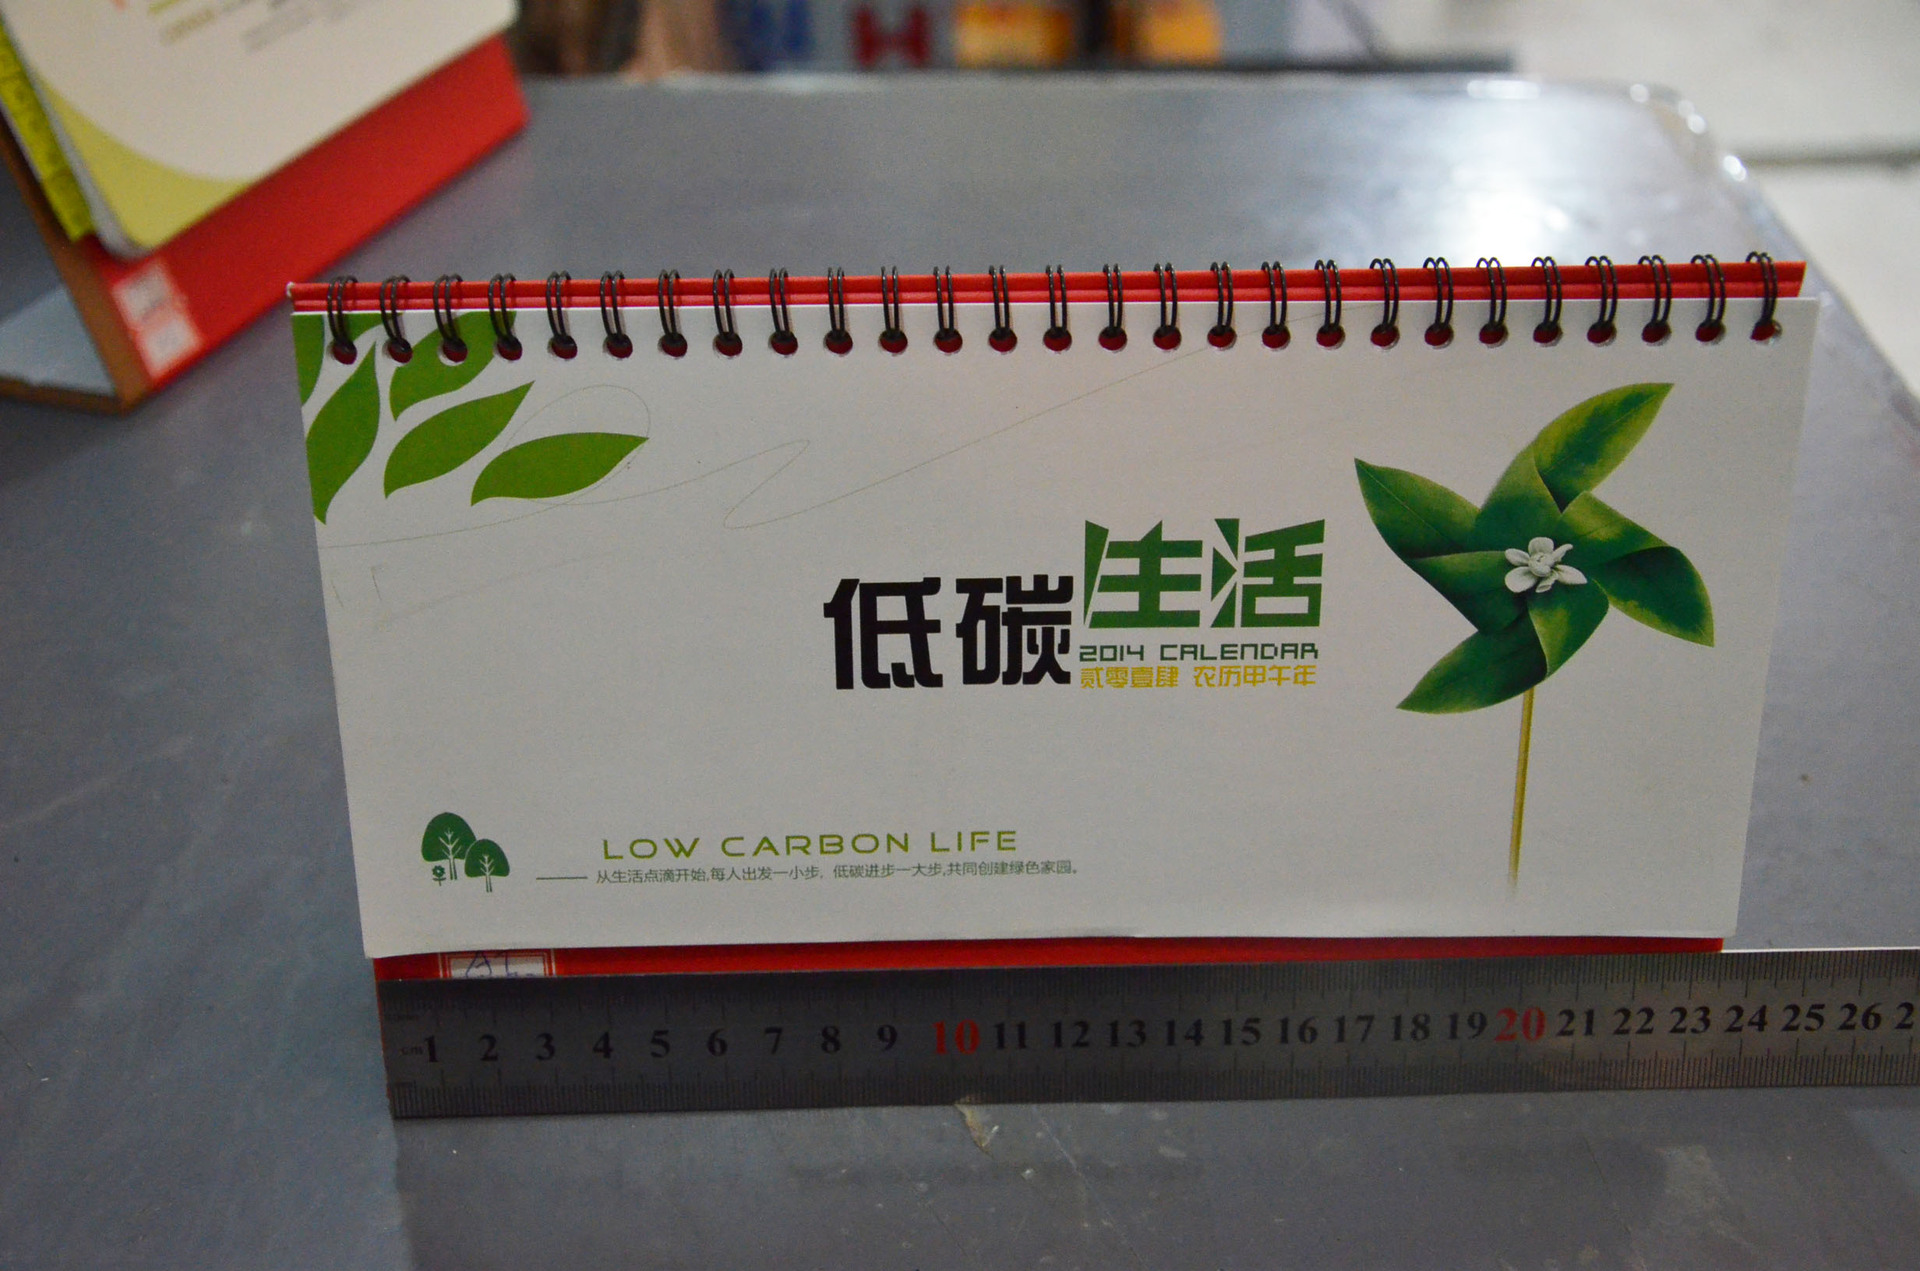 低碳生活
2014 CALENDAR
贰零壹肆 农历甲午年
LOW CARBON LIFE
从生活点滴开始,每人出发一小步，低碳进步一大步,共同创建绿色家园。
cm 1 2 3 4 5 6 7 8 9 10 11 12 13 14 15 16 17 18 19 20 21 22 23 24 25 26 2